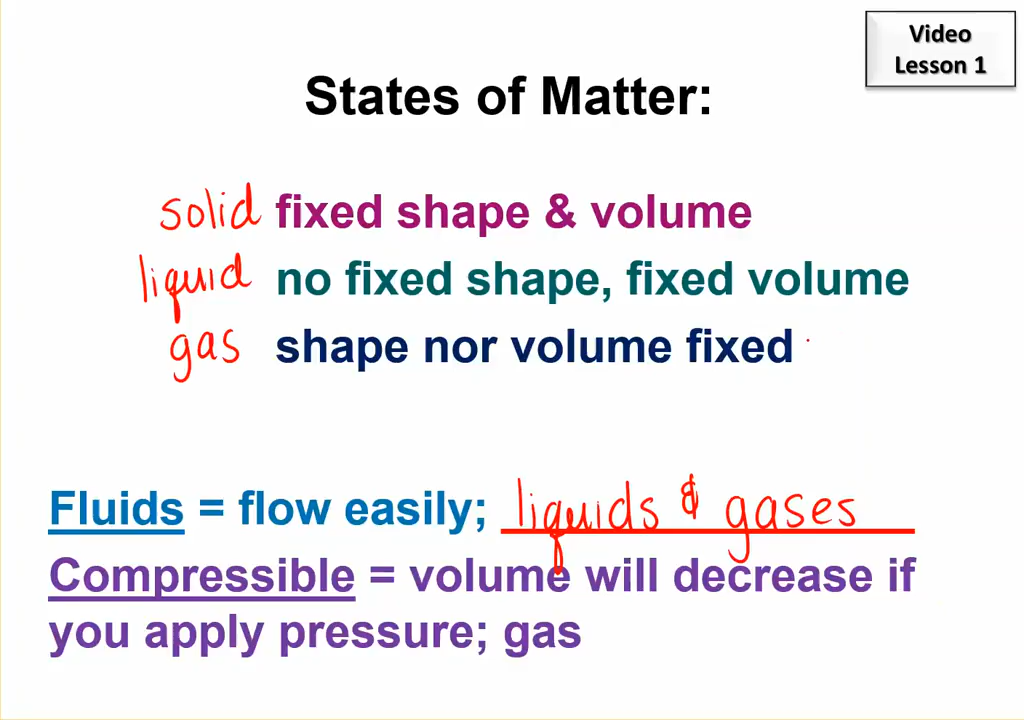 Video
Lesson 1
States of Matter:
solid fixed shape & volume
liquid no fixed shape, fixed volume
gas shape nor volume fixed
Fluids = flow easily; liquids & gases
Compressible = volume will decrease if
you apply pressure; gas